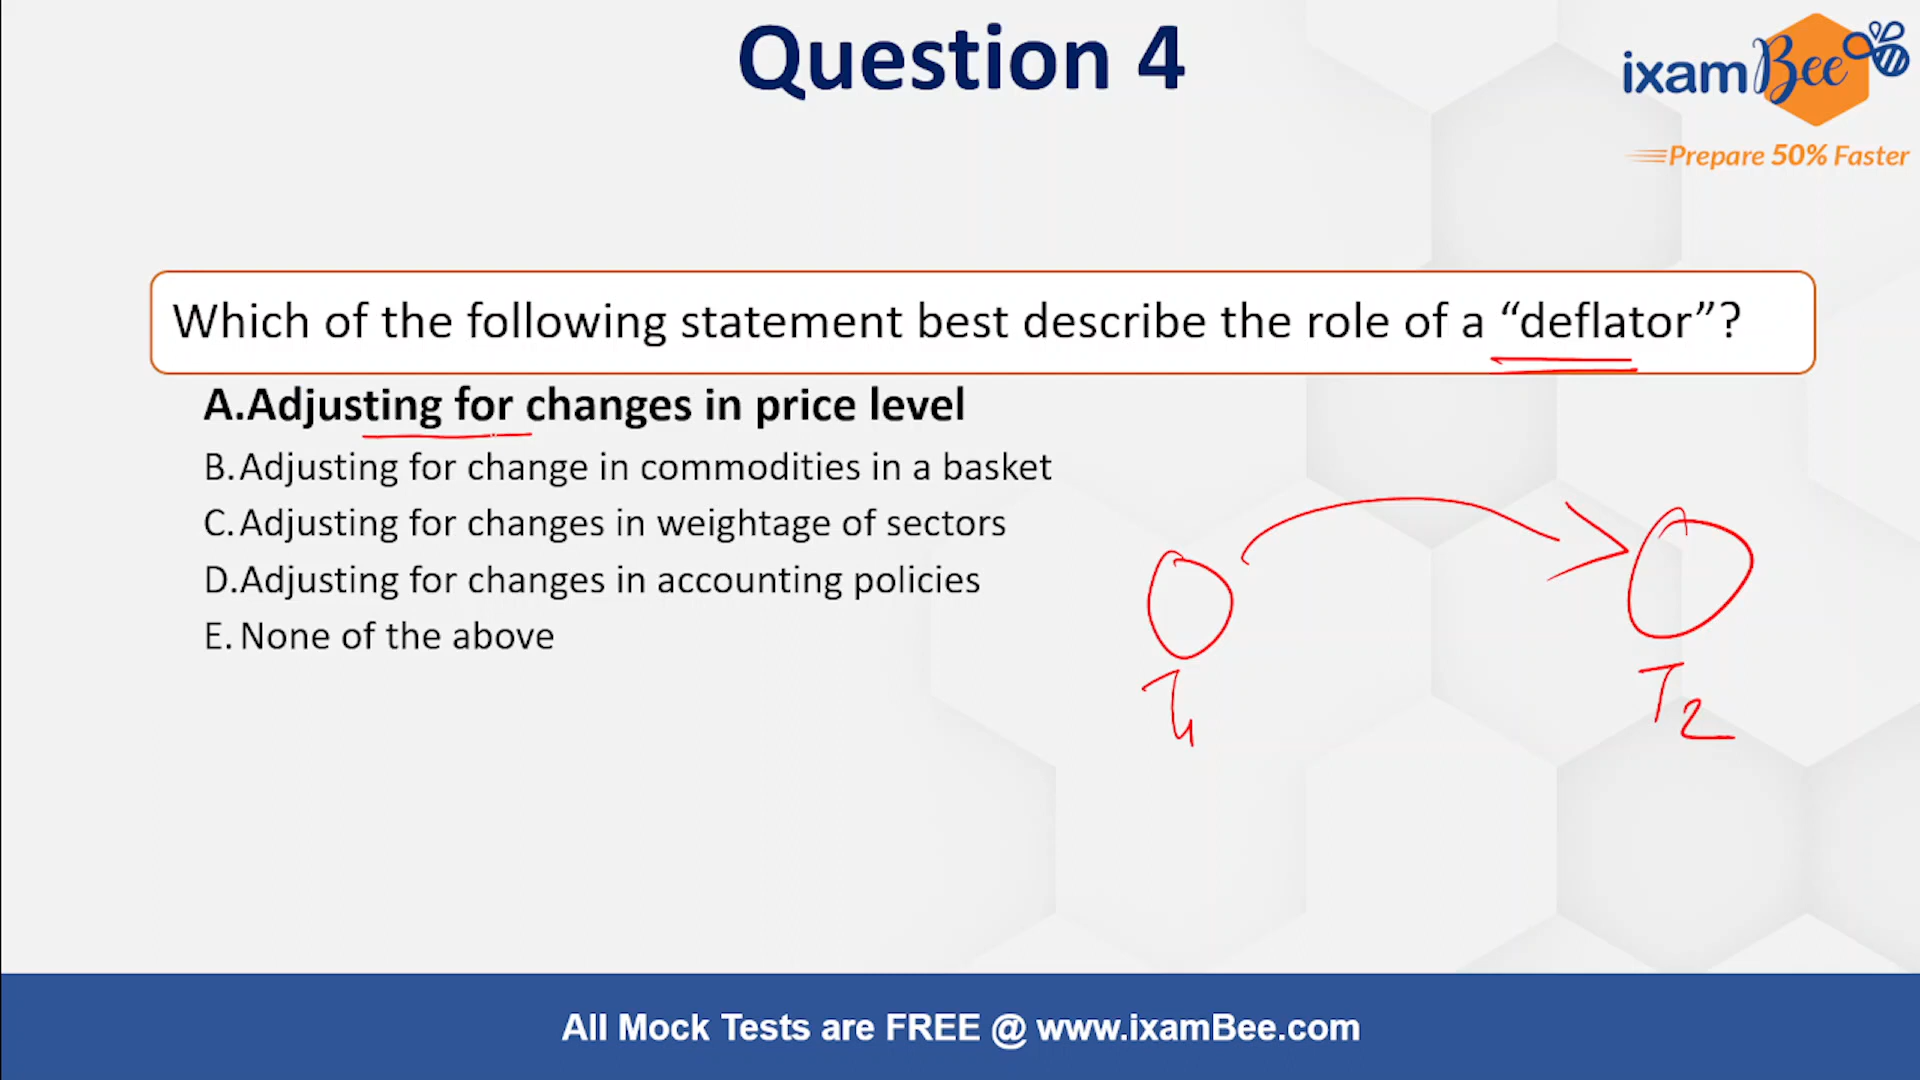 Question 4
ixamBee
Prepare 50% Faster
Which of the following statement best describe the role of a “deflator”?
A.Adjusting for changes in price level
B.Adjusting for change in commodities in a basket
C.Adjusting for changes in weightage of sectors
D.Adjusting for changes in accounting policies
E.None of the above
T2
All Mock Tests are FREE @ www.ixamBee.com